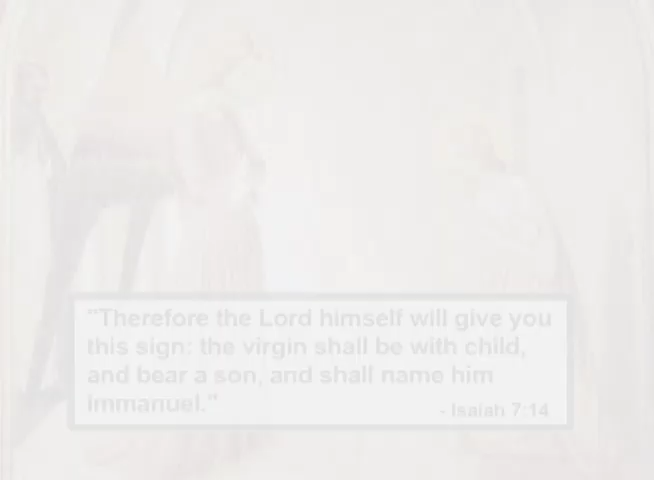 "Therefore the Lord himself will give you
this sign: the virgin shall be with child,
and bear a son, and shall name him
Immanuel."
- Isaiah 7:14